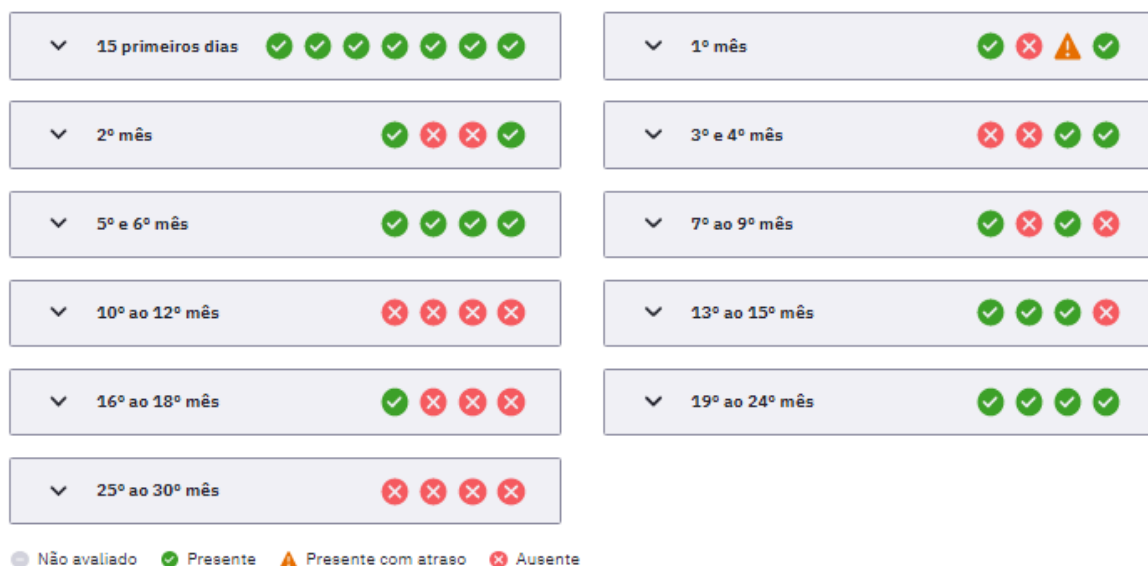 15 primeiros dias
1º mês
2º mês
3º e 4º mês
5º e 6º mês
7º ao 9º mês
10º ao 12º mês
13º ao 15º mês
16º ao 18º mês
19º ao 24º mês
25º ao 30º mês
Não avaliado Presente Presente com atraso Ausente